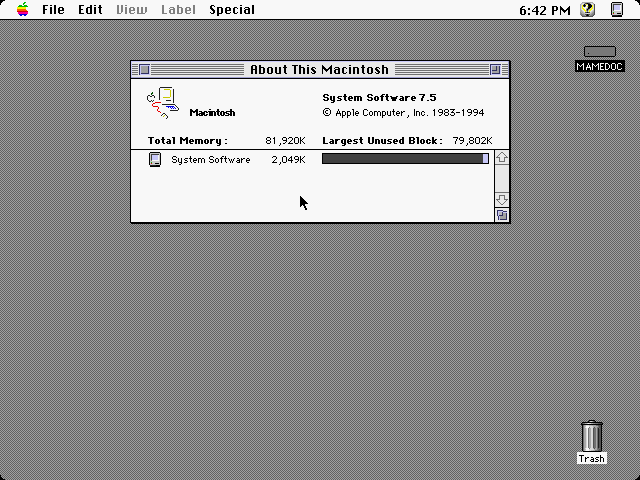 File Edit View Label Special 6:42 PM
MAMEDOC
About This Macintosh
System Software 7.5
Macintosh © Apple Computer, Inc. 1983-1994
Total Memory : 81,920K Largest Unused Block : 79,802K
System Software 2,049K
Trash